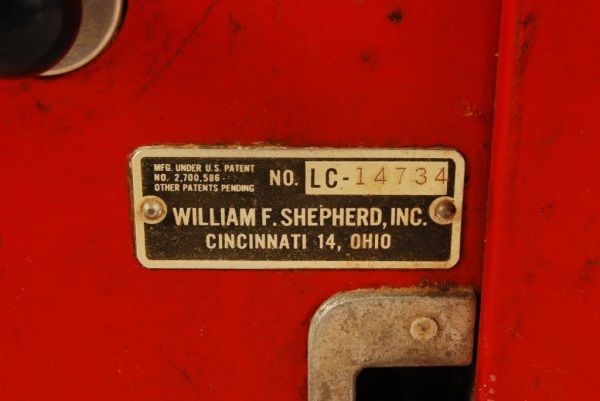 MFG. UNDER U.S. PATENT
NO. 2,700,586-
OTHER PATENTS PENDING
NO. LC-14734
WILLIAM F. SHEPHERD, INC.
CINCINNATI 14, OHIO